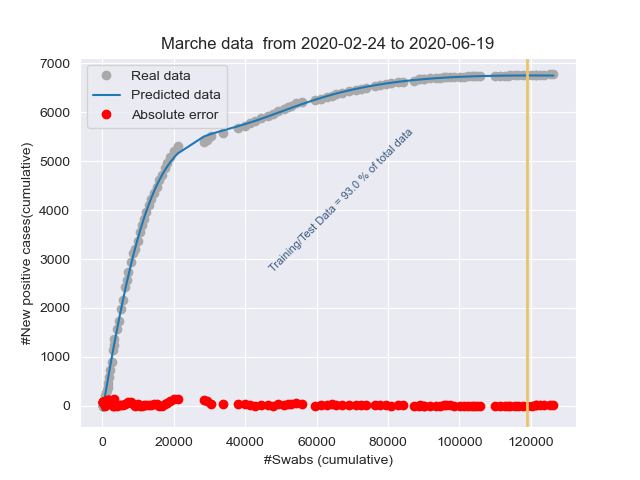 Marche data  from 2020-02-24 to 2020-06-19
Real data
Predicted data
Absolute error
7000
6000
5000
4000
3000
2000
1000
0
#New positive cases(cumulative)
Training/Test Data = 93.0 % of total data
0
20000
40000
60000
80000
100000
120000
#Swabs (cumulative)